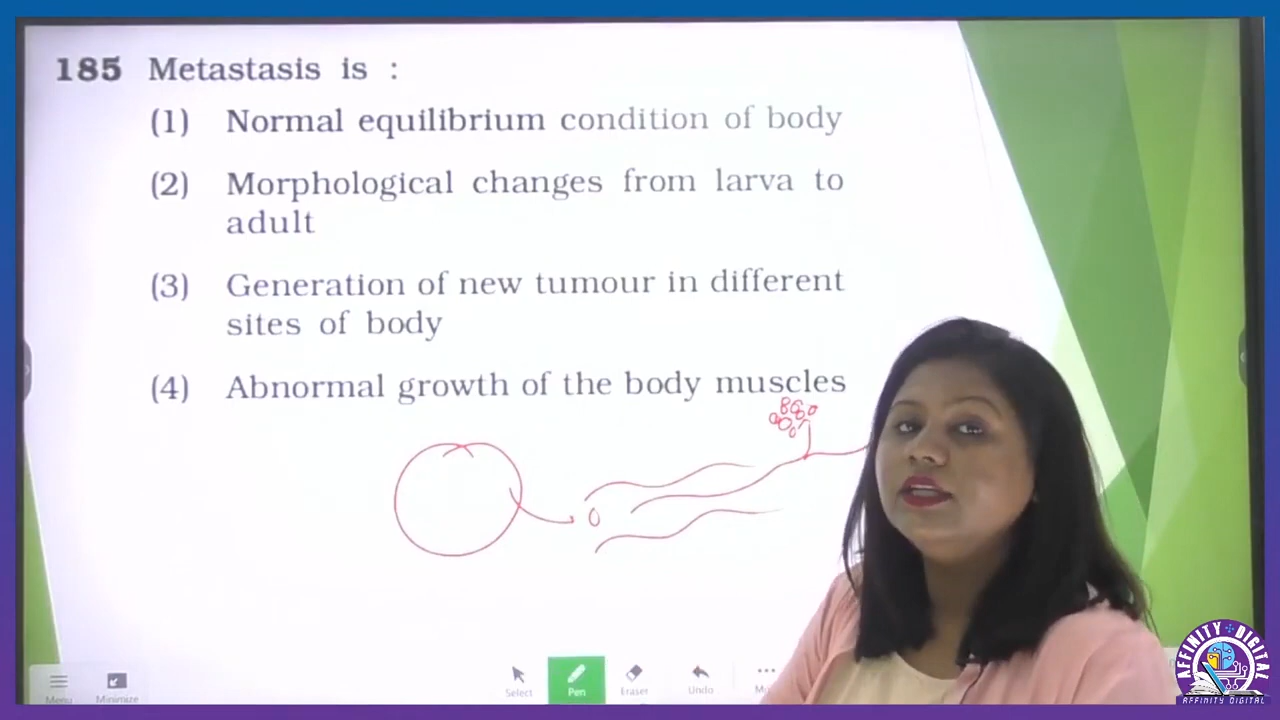 185 Metastasis is :
(1) Normal equilibrium condition of body
(2) Morphological changes from larva to
adult
(3) Generation of new tumour in different
sites of body
(4) Abnormal growth of the body muscles
Menu
Minimize
Select
Pen
Eraser
Undo
AFFINITY DIGITAL
AFFINITY DIGITAL